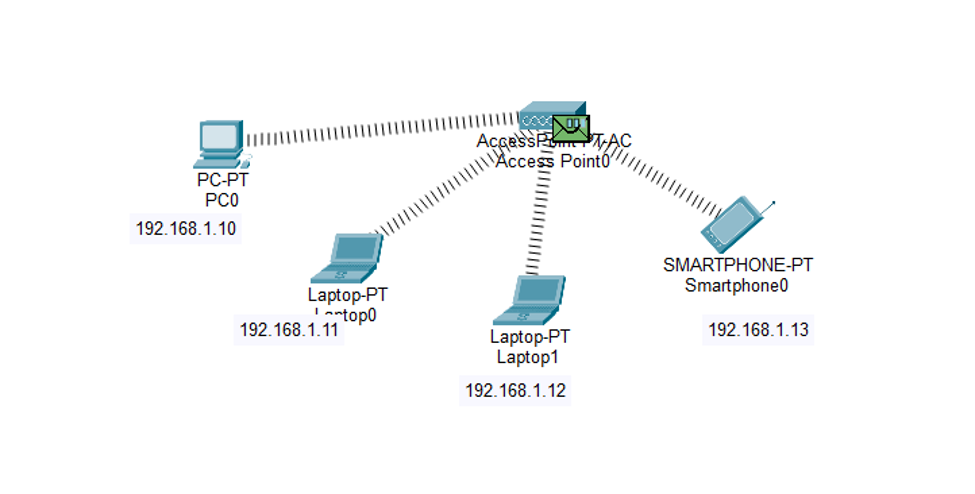 AccessPoint-PT-AC
Access Point0
PC-PT
PC0
192.168.1.10
Laptop-PT
Laptop0
192.168.1.11
Laptop-PT
Laptop1
192.168.1.12
SMARTPHONE-PT
Smartphone0
192.168.1.13